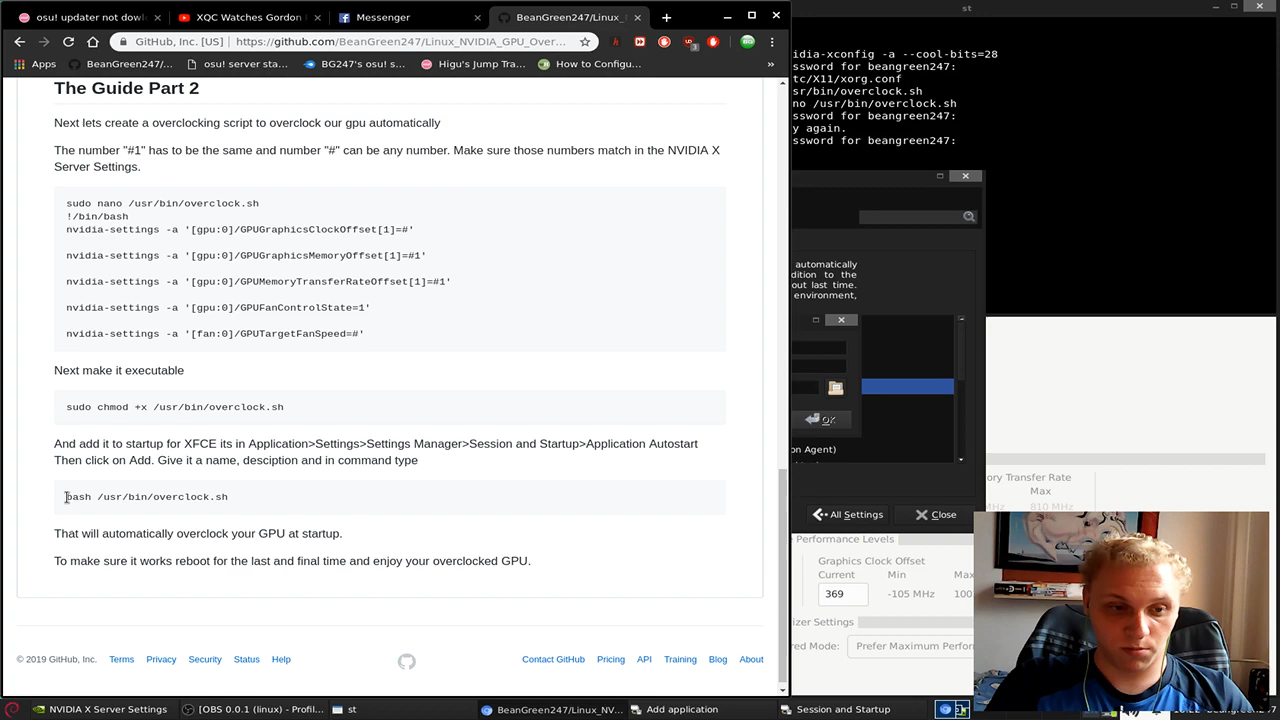 osu! updater not dowl
XQC Watches Gordon
Messenger
BeanGreen247/Linux_
st
GitHub, Inc. [US]
https://github.com/BeanGreen247/Linux_NVIDIA_GPU_Over...
3
BG
Apps
BeanGreen247/...
osu! server sta...
BG247's osu! s...
Higu's Jump Tra...
How to Configu...
»
The Guide Part 2
Next lets create a overclocking script to overclock our gpu automatically
The number "#1" has to be the same and number "#" can be any number. Make sure those numbers match in the NVIDIA X
Server Settings.
sudo nano /usr/bin/overclock.sh
!/bin/bash
nvidia-settings -a '[gpu:0]/GPUGraphicsClockOffset[1]=#'
nvidia-settings -a '[gpu:0]/GPUGraphicsMemoryOffset[1]=#1'
nvidia-settings -a '[gpu:0]/GPUMemoryTransferRateOffset[1]=#1'
nvidia-settings -a '[gpu:0]/GPUFanControlState=1'
nvidia-settings -a '[fan:0]/GPUTargetFanSpeed=#'
Next make it executable
sudo chmod +x /usr/bin/overclock.sh
And add it to startup for XFCE its in Application>Settings>Settings Manager>Session and Startup>Application Autostart
Then click on Add. Give it a name, desciption and in command type
bash /usr/bin/overclock.sh
That will automatically overclock your GPU at startup.
To make sure it works reboot for the last and final time and enjoy your overclocked GPU.
© 2019 GitHub, Inc.
Terms
Privacy
Security
Status
Help
Contact GitHub
Pricing
API
Training
Blog
About
idia-xconfig -a --cool-bits=28
ssword for beangreen247:
tc/X11/xorg.conf
sr/bin/overclock.sh
no /usr/bin/overclock.sh
ssword for beangreen247:
y again.
ssword for beangreen247:
automatically
dition to the
out last time.
environment,
OK
on Agent)
All Settings
Close
ory Transfer Rate
Max
MHz
810 MHz
Performance Levels
Graphics Clock Offset
Current
Min
Max
369
-105 MHz
100
izer Settings
red Mode:
Prefer Maximum Perfor
NVIDIA X Server Settings
[OBS 0.0.1 (linux) - Profil...
st
BeanGreen247/Linux_NV...
Add application
Session and Startup